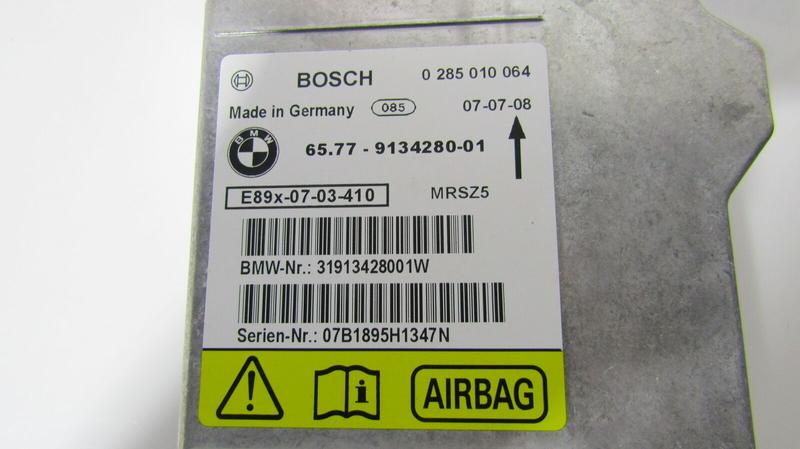 BOSCH 0 285 010 064
Made in Germany 085 07-07-08
BMW 65.77 - 9134280-01
E89x-07-03-410 MRSZ5
BMW-Nr.: 31913428001W
Serien-Nr.: 07B1895H1347N
! i AIRBAG